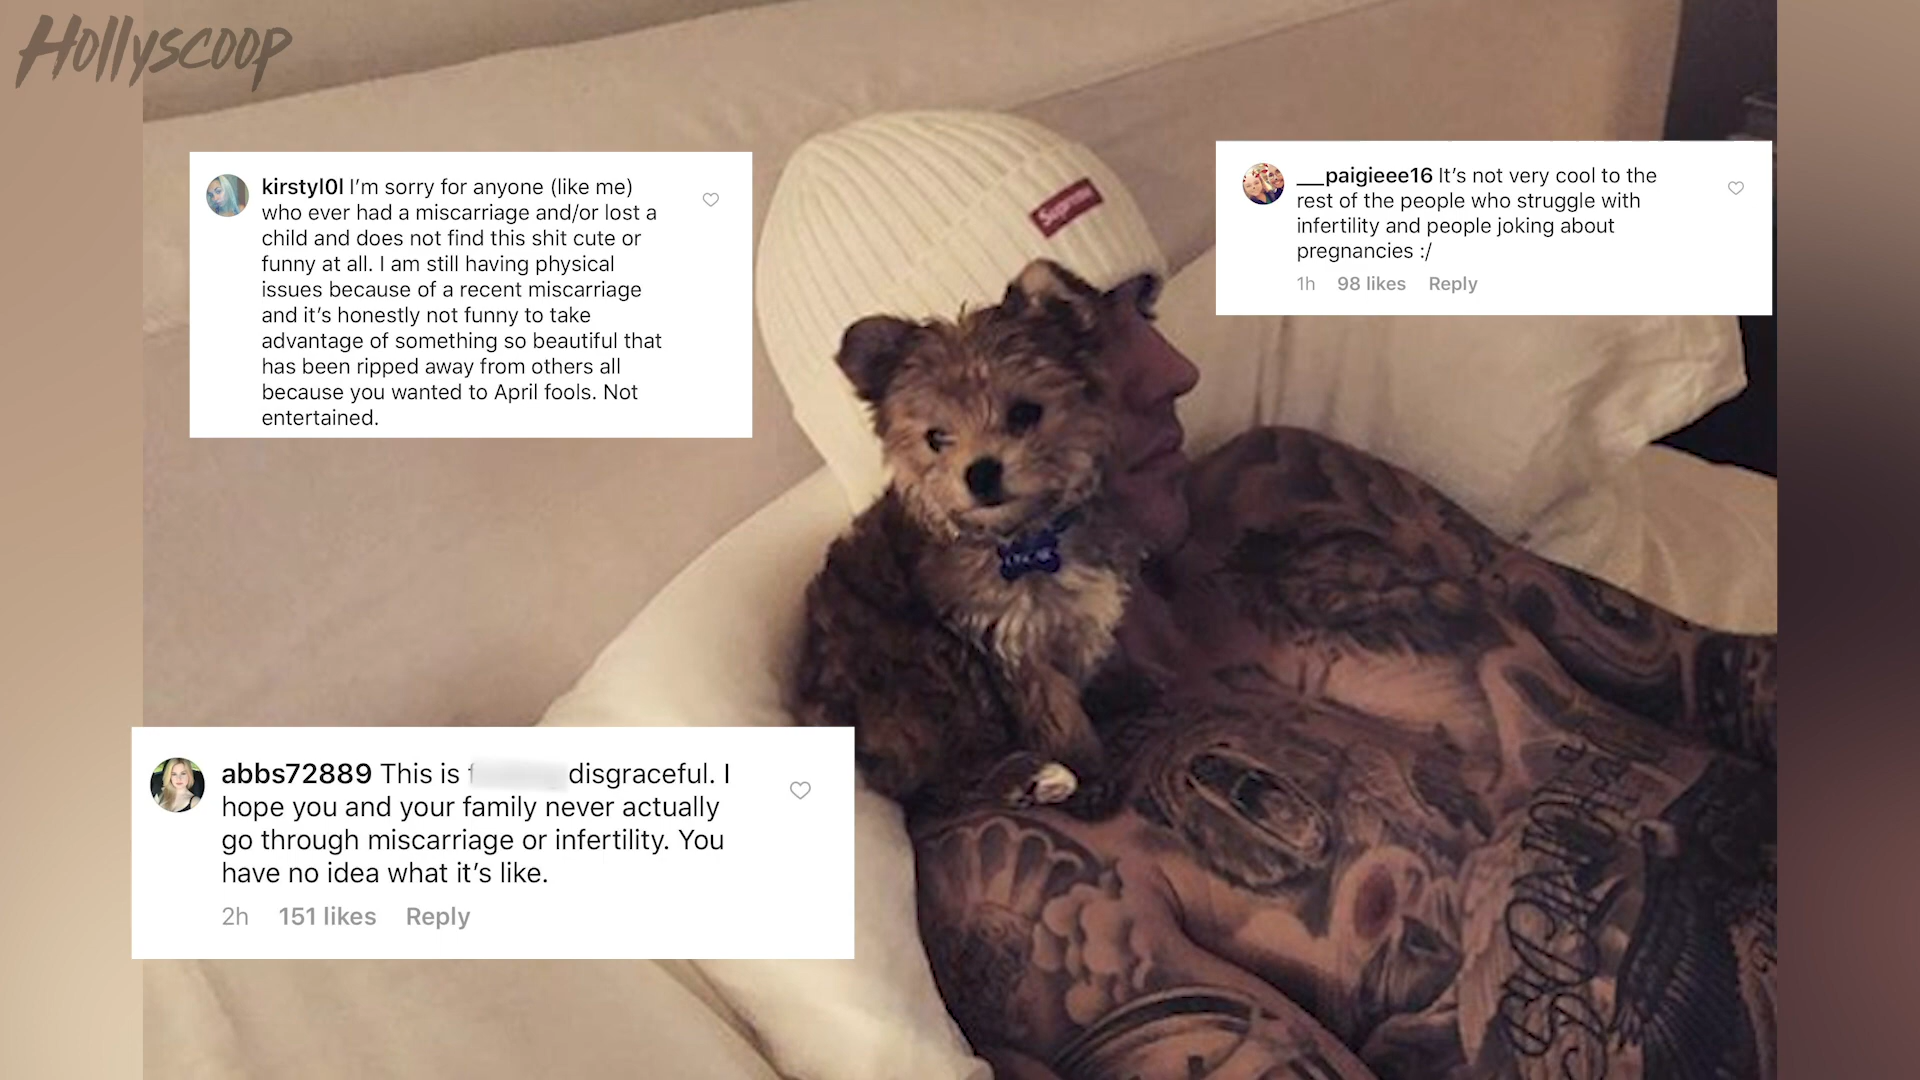 Hollyscoop
kirstyl0l I'm sorry for anyone (like me)
who ever had a miscarriage and/or lost a
child and does not find this shit cute or
funny at all. I am still having physical
issues because of a recent miscarriage
and it's honestly not funny to take
advantage of something so beautiful that
has been ripped away from others all
because you wanted to April fools. Not
entertained.
___paigieee16 It's not very cool to the
rest of the people who struggle with
infertility and people joking about
pregnancies :/
1h 98 likes Reply
Supreme
abbs72889 This is disgraceful. I
hope you and your family never actually
go through miscarriage or infertility. You
have no idea what it's like.
2h 151 likes Reply